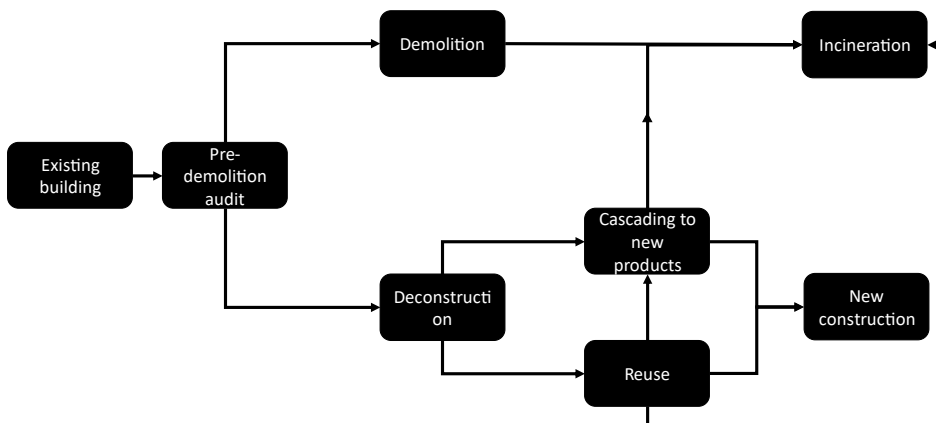 Demolition
Incineration
Existing
building
Pre-
demolition
audit
Cascading to
new
products
Deconstructi
on
New
construction
Reuse